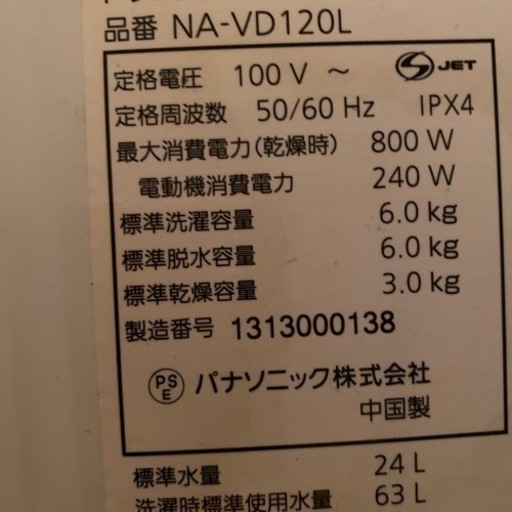 品番 NA-VD120L
JET
定格電圧 100 V ～
定格周波数 50/60 Hz IPX4
最大消費電力(乾燥時) 800 W
電動機消費電力 240 W
標準洗濯容量 6.0 kg
標準脱水容量 6.0 kg
標準乾燥容量 3.0 kg
製造番号 1313000138
PS E パナソニック株式会社
中国製
標準水量 24 L
洗濯時標準使用水量 63 L